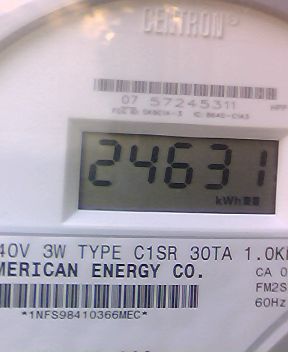 CENTRON®
07 57245311
24631
kWh
40V 3W TYPE C1SR 30TA 1.0K
MERICAN ENERGY CO.
CA 0
FM2S
60Hz
*1NFS98410366MEC*